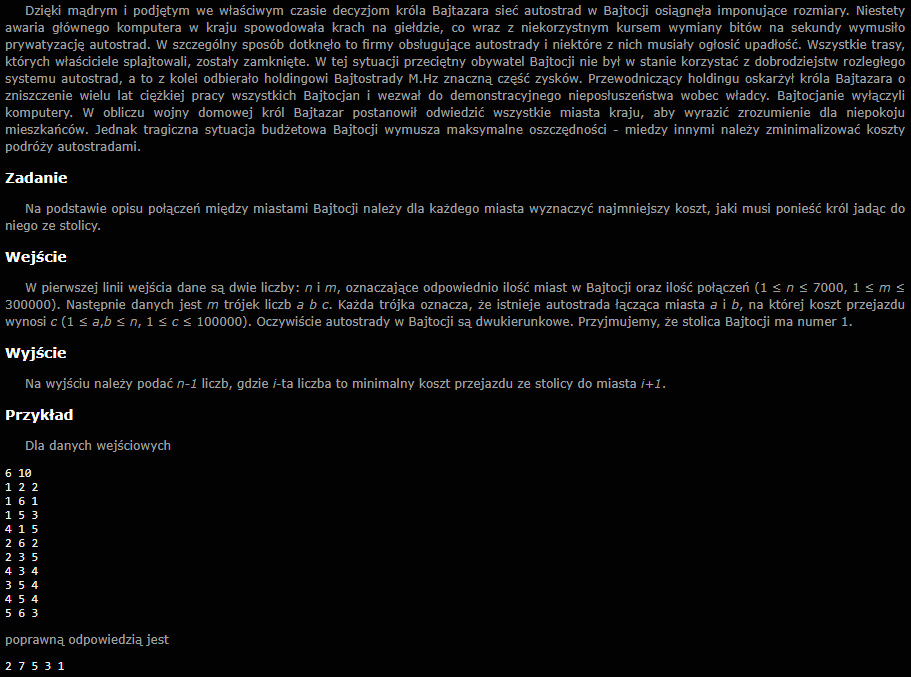 Dzięki mądrym i podjętym we właściwym czasie decyzjom króla Bajtazara sieć autostrad w Bajtocji osiągnęła imponujące rozmiary. Niestety
awaria głównego komputera w kraju spowodowała krach na giełdzie, co wraz z niekorzystnym kursem wymiany bitów na sekundy wymusiło
prywatyzację autostrad. W szczególny sposób dotknęło to firmy obsługujące autostrady i niektóre z nich musiały ogłosić upadłość. Wszystkie trasy,
których właściciele splajtowali, zostały zamknięte. W tej sytuacji przeciętny obywatel Bajtocji nie był w stanie korzystać z dobrodziejstw rozległego
systemu autostrad, a to z kolei odbierało holdingowi Bajtostrady M.Hz znaczną część zysków. Przewodniczący holdingu oskarżył króla Bajtazara o
zniszczenie wielu lat ciężkiej pracy wszystkich Bajtocjan i wezwał do demonstracyjnego nieposłuszeństwa wobec władcy. Bajtocjanie wyłączyli
komputery. W obliczu wojny domowej król Bajtazar postanowił odwiedzić wszystkie miasta kraju, aby wyrazić zrozumienie dla niepokoju
mieszkańców. Jednak tragiczna sytuacja budżetowa Bajtocji wymusza maksymalne oszczędności - miedzy innymi należy zminimalizować koszty
podróży autostradami.
Zadanie
Na podstawie opisu połączeń między miastami Bajtocji należy dla każdego miasta wyznaczyć najmniejszy koszt, jaki musi ponieść król jadąc do
niego ze stolicy.
Wejście
W pierwszej linii wejścia dane są dwie liczby: n i m, oznaczające odpowiednio ilość miast w Bajtocji oraz ilość połączeń (1 ≤ n ≤ 7000, 1 ≤ m ≤
300000). Następnie danych jest m trójek liczb a b c. Każda trójka oznacza, że istnieje autostrada łącząca miasta a i b, na której koszt przejazdu
wynosi c (1 ≤ a,b ≤ n, 1 ≤ c ≤ 100000). Oczywiście autostrady w Bajtocji są dwukierunkowe. Przyjmujemy, że stolica Bajtocji ma numer 1.
Wyjście
Na wyjściu należy podać n-1 liczb, gdzie i-ta liczba to minimalny koszt przejazdu ze stolicy do miasta i+1.
Przykład
Dla danych wejściowych
6 10
1 2 2
1 6 1
1 5 3
4 1 5
2 6 2
2 3 5
4 3 4
3 5 4
4 5 4
5 6 3
poprawną odpowiedzią jest
2 7 5 3 1